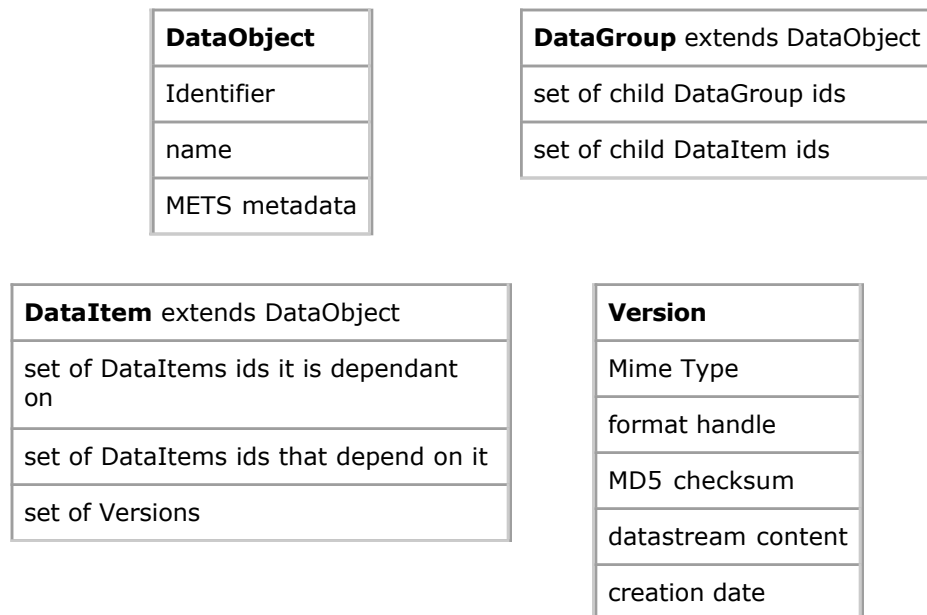 DataObject
Identifier
name
METS metadata
DataGroup extends DataObject
set of child DataGroup ids
set of child DataItem ids
DataItem extends DataObject
set of DataItems ids it is dependant
on
set of DataItems ids that depend on it
set of Versions
Version
Mime Type
format handle
MD5 checksum
datastream content
creation date